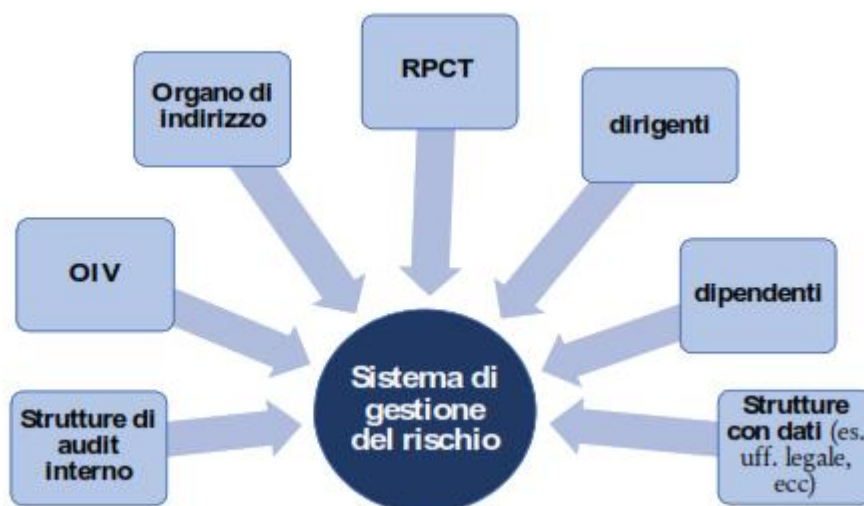 RPCT
Organo di
indirizzo
dirigenti
OIV
dipendenti
Sistema di
gestione
del rischio
Strutture di
audit
interno
Strutture
con dati (es.
uff. legale,
ecc)